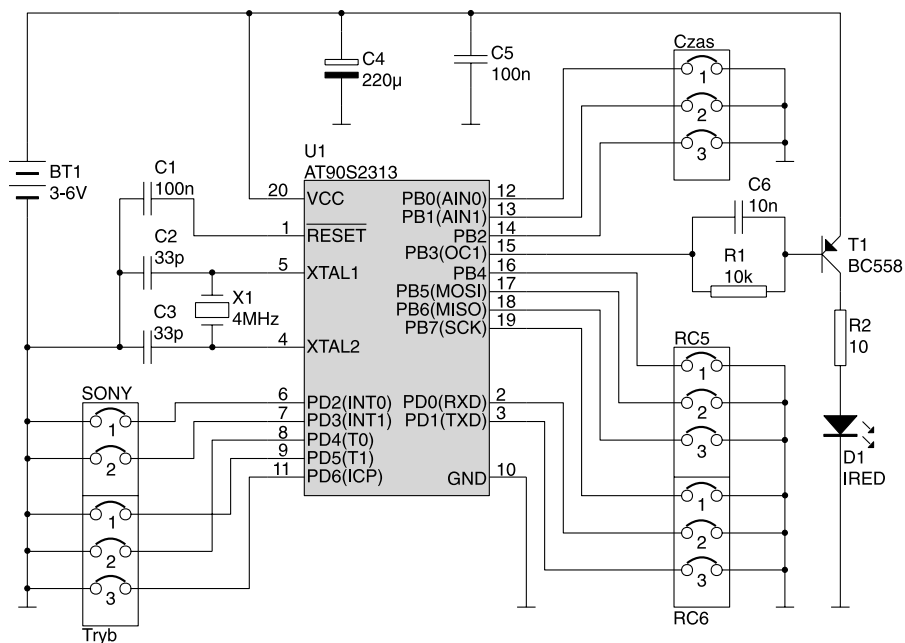 C4
220µ
C5
100n
Czas
1
2
3
BT1
3-6V
C1
100n
C2
33p
C3
33p
X1
4MHz
U1
AT90S2313
20 VCC
1 RESET
5 XTAL1
4 XTAL2
6 PD2(INT0)
7 PD3(INT1)
8 PD4(T0)
9 PD5(T1)
11 PD6(ICP)
PB0(AIN0) 12
PB1(AIN1) 13
PB2 14
PB3(OC1) 15
PB4 16
PB5(MOSI) 17
PB6(MISO) 18
PB7(SCK) 19
PD0(RXD) 2
PD1(TXD) 3
GND 10
C6
10n
R1
10k
T1
BC558
R2
10
D1
IRED
SONY
1
2
1
2
3
Tryb
RC5
1
2
3
1
2
3
RC6